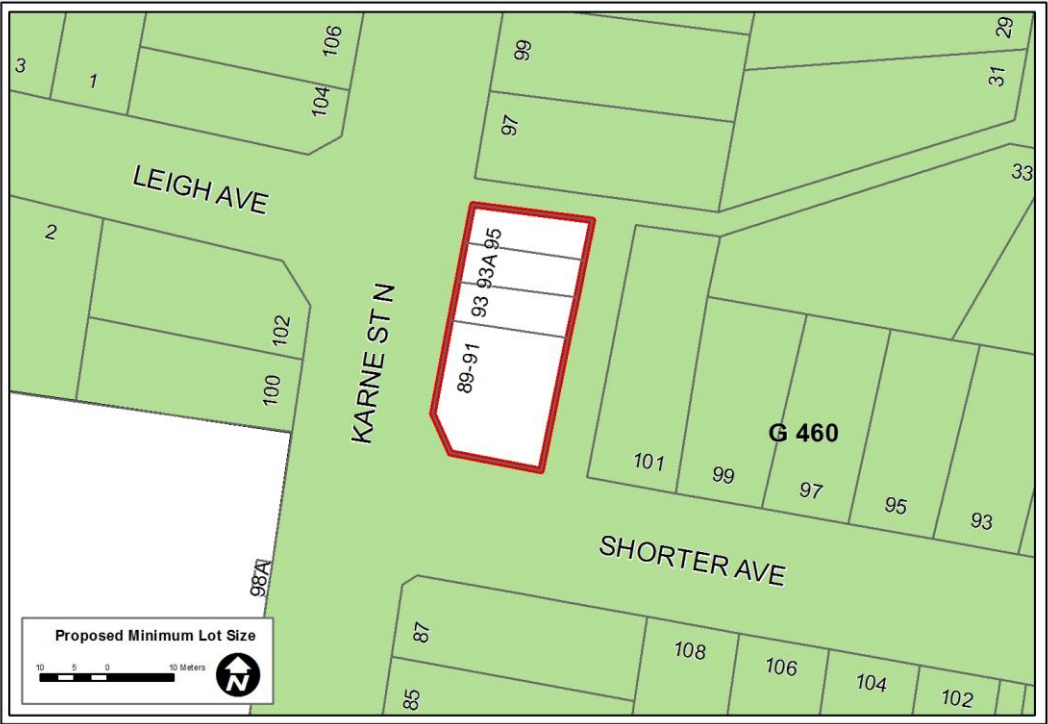 3
1
106
104
99
97
29
31
33
LEIGH AVE
2
102
100
KARNE ST N
95
93A
93
89-91
G 460
101
99
97
95
93
SHORTER AVE
98A
87
85
108
106
104
102
Proposed Minimum Lot Size
10 5 0 10 Meters
N